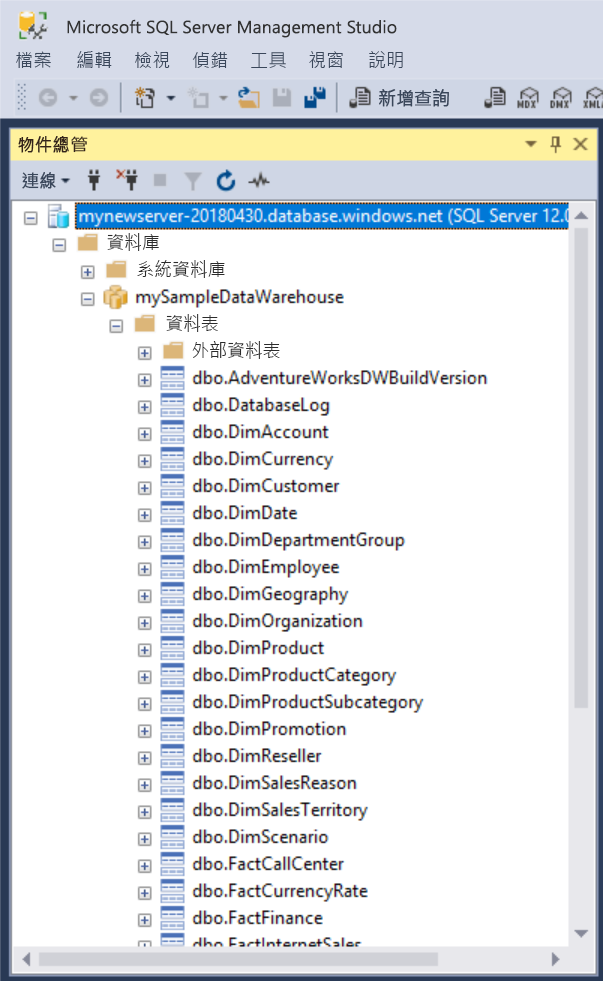 Microsoft SQL Server Management Studio
檔案 編輯 檢視 偵錯 工具 視窗 說明
新增查詢 MDX DMX XMLA
物件總管
連線
mynewserver-20180430.database.windows.net (SQL Server 12.0
資料庫
系統資料庫
mySampleDataWarehouse
資料表
外部資料表
dbo.AdventureWorksDWBuildVersion
dbo.DatabaseLog
dbo.DimAccount
dbo.DimCurrency
dbo.DimCustomer
dbo.DimDate
dbo.DimDepartmentGroup
dbo.DimEmployee
dbo.DimGeography
dbo.DimOrganization
dbo.DimProduct
dbo.DimProductCategory
dbo.DimProductSubcategory
dbo.DimPromotion
dbo.DimReseller
dbo.DimSalesReason
dbo.DimSalesTerritory
dbo.DimScenario
dbo.FactCallCenter
dbo.FactCurrencyRate
dbo.FactFinance
dbo.FactInternetSales